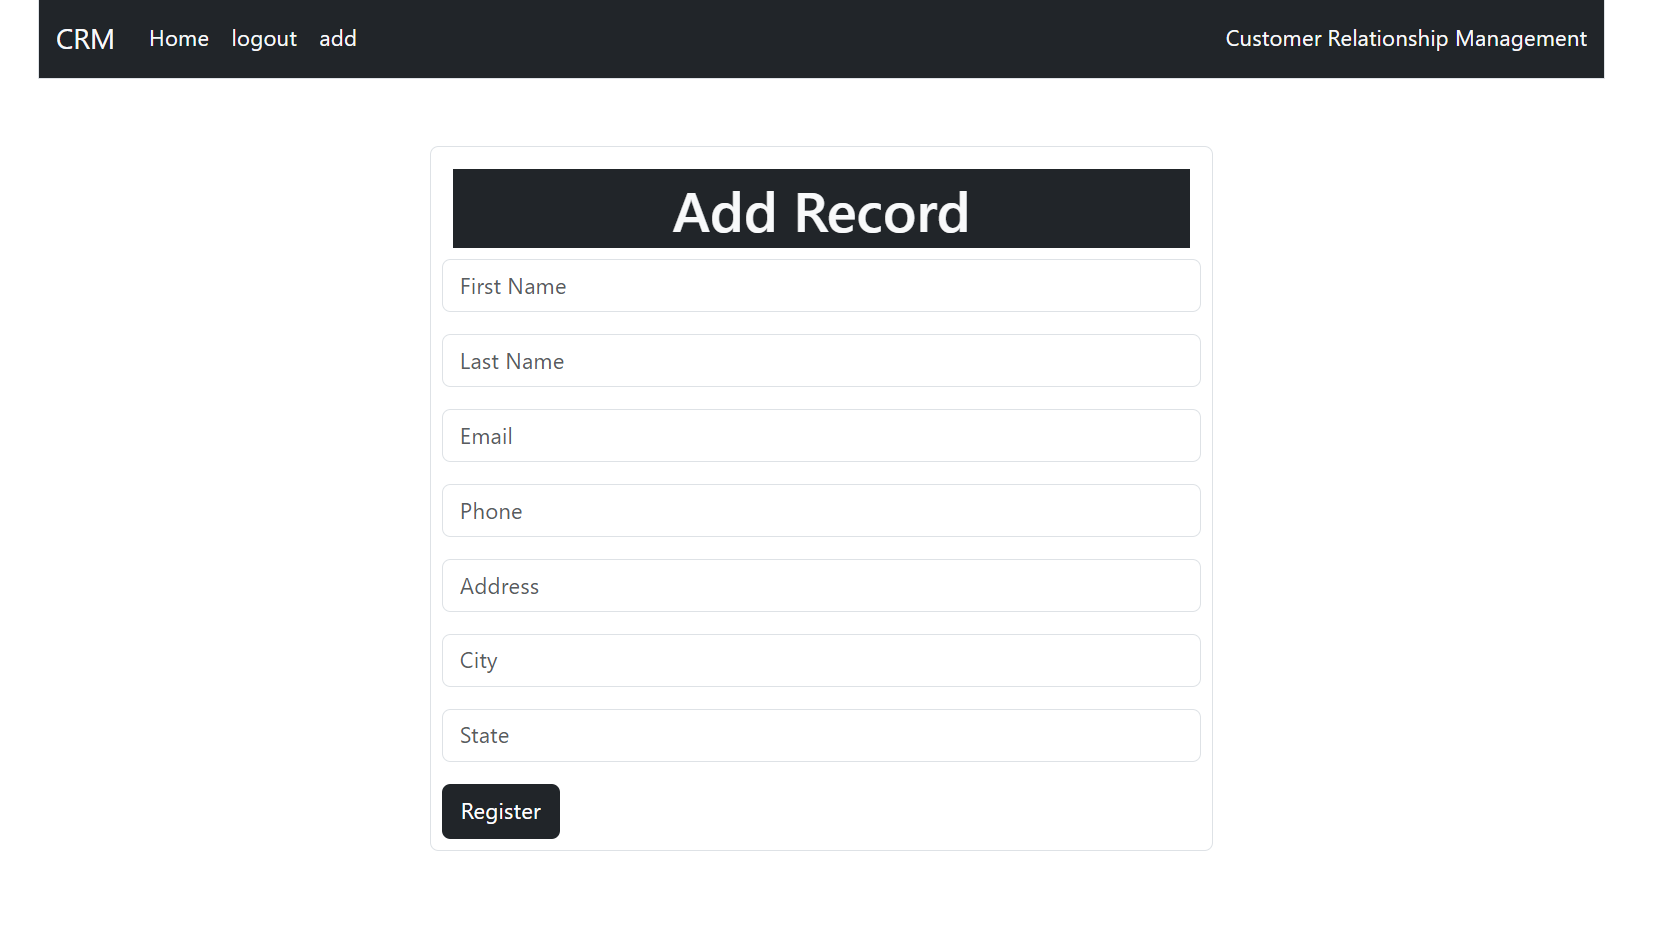 CRM Home logout add Customer Relationship Management
Add Record
First Name
Last Name
Email
Phone
Address
City
State
Register